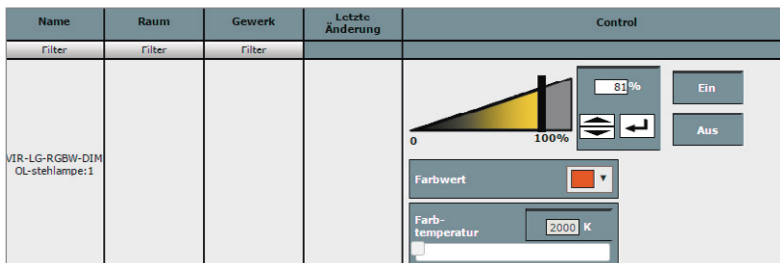 Name Raum Gewerk Letzte Änderung Control
Filter Filter Filter
VIR-LG-RGBW-DIM
OL-stehlampe:1
0 100%
81%
Ein
Aus
Farbwert
Farb-
temperatur
2000 K